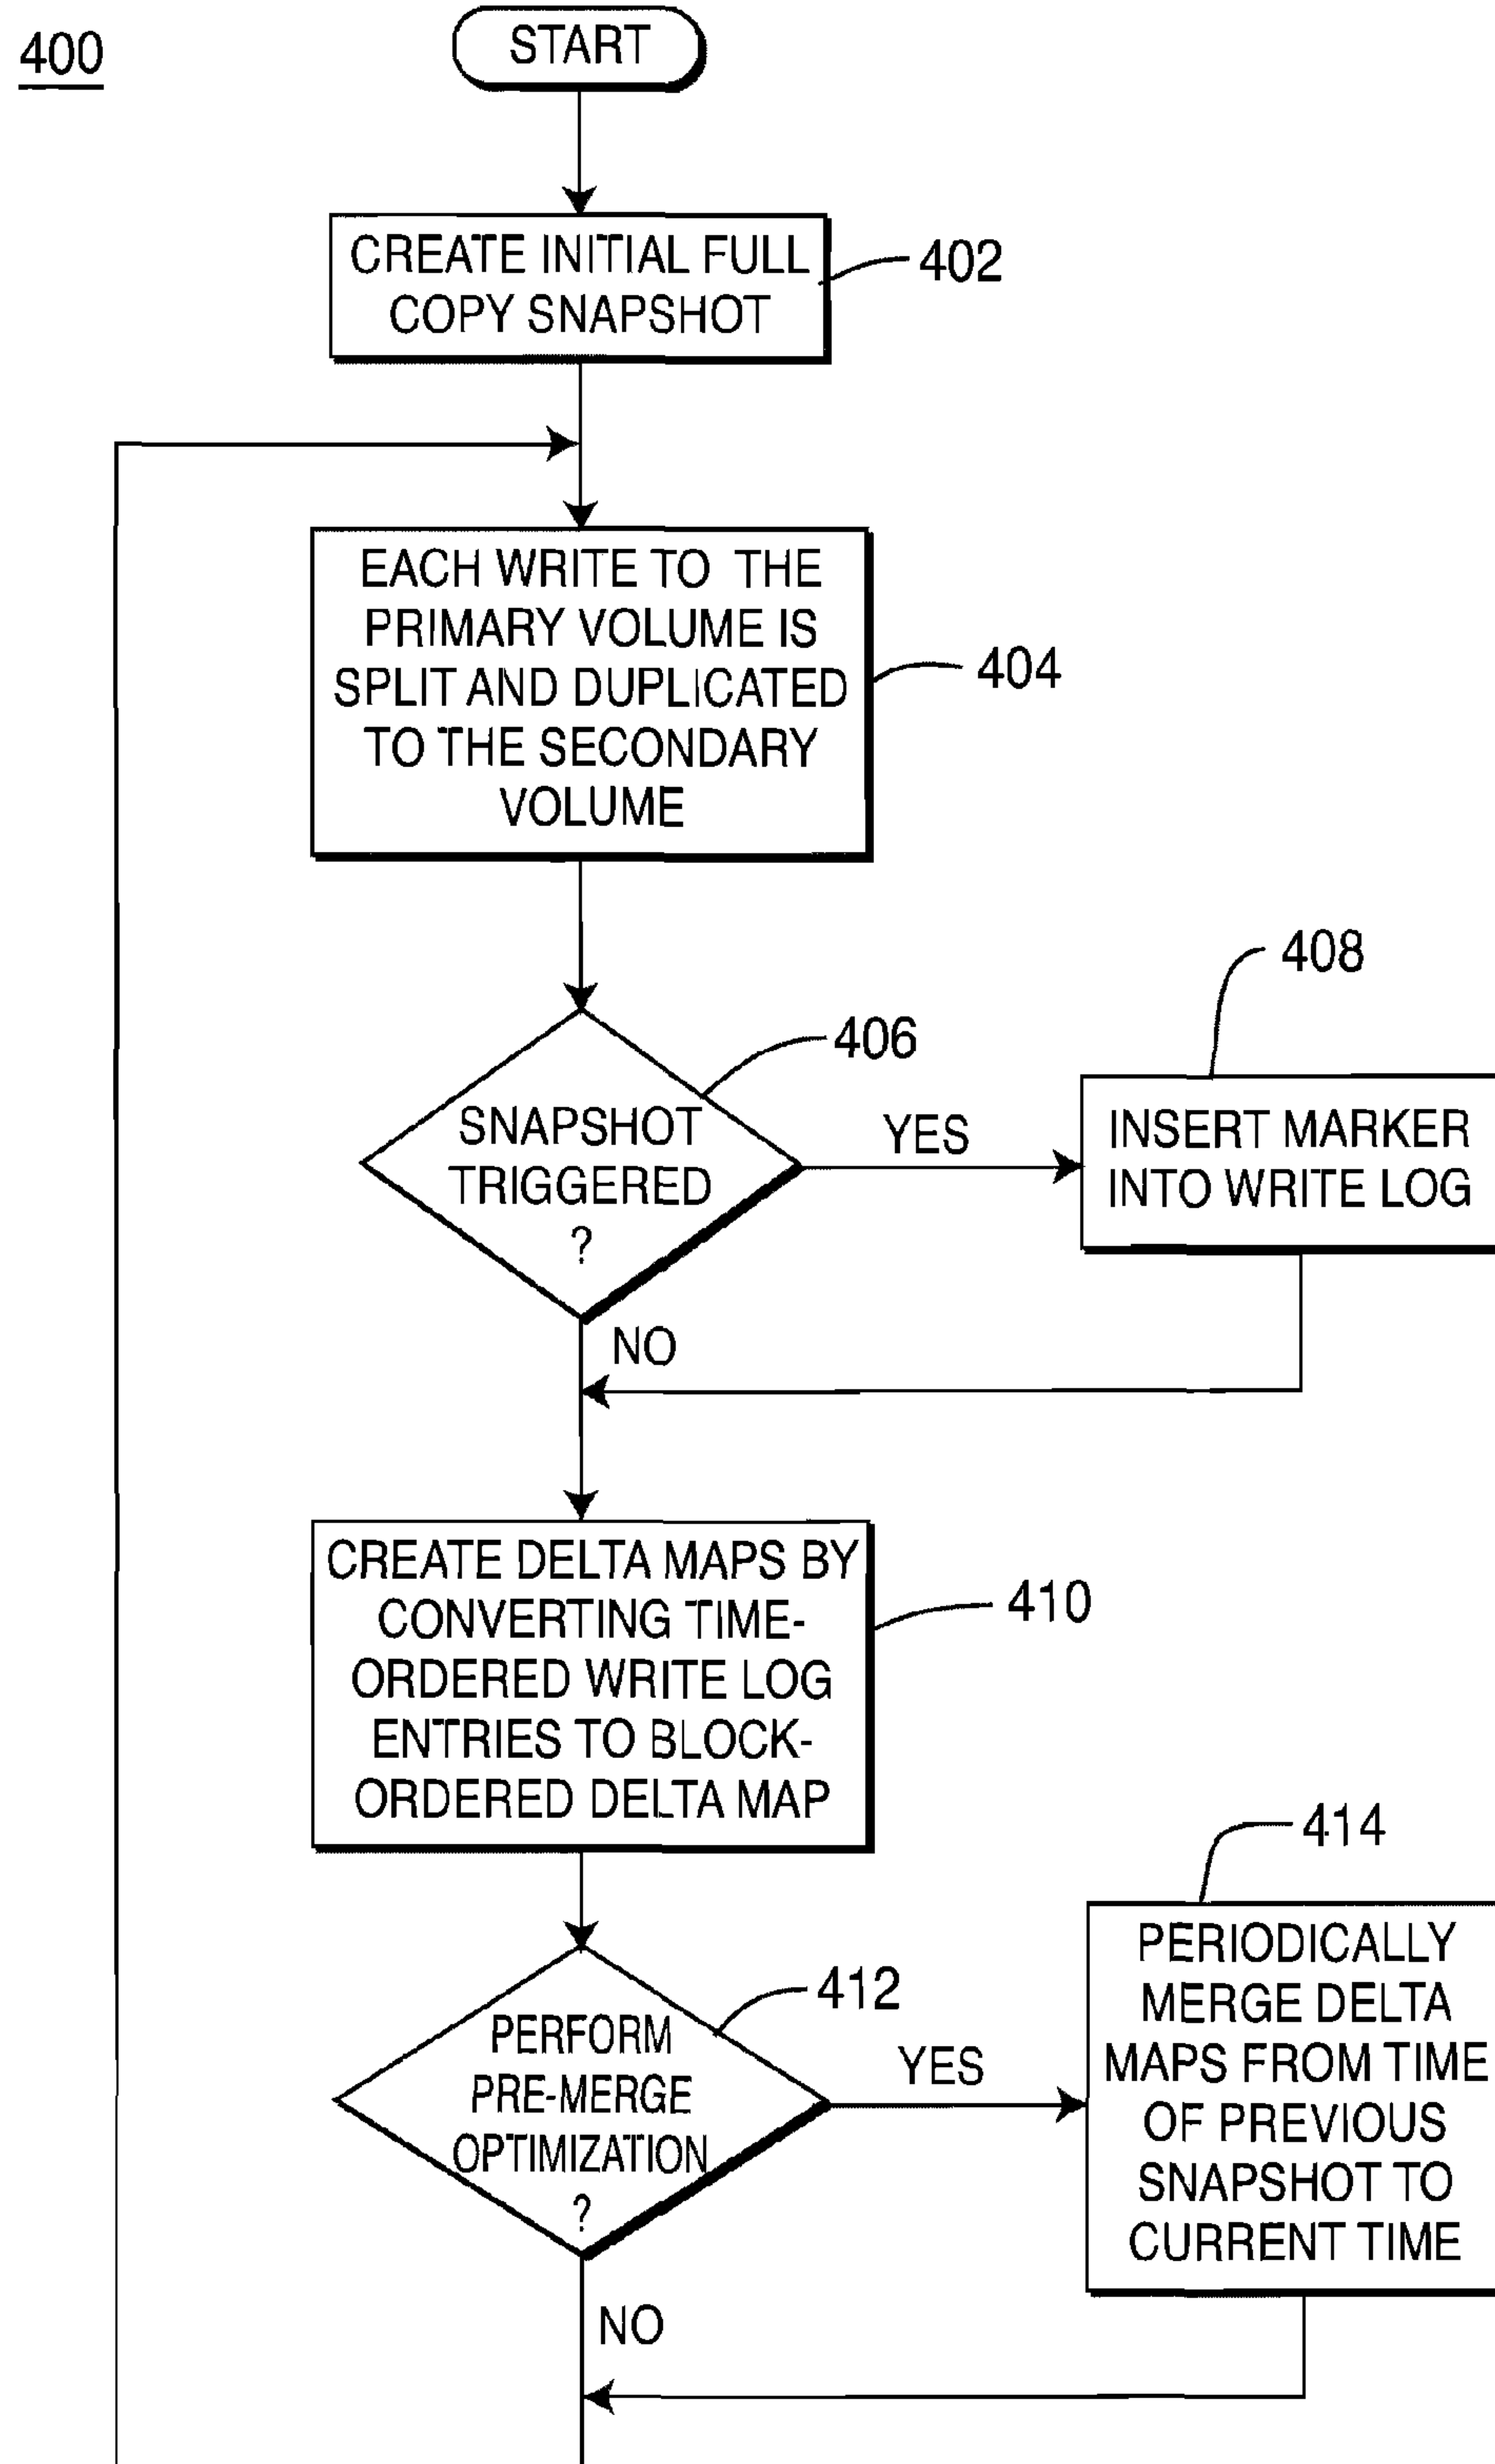 400
START
CREATE INITIAL FULL
COPY SNAPSHOT
402
EACH WRITE TO THE
PRIMARY VOLUME IS
SPLIT AND DUPLICATED
TO THE SECONDARY
VOLUME
404
406
SNAPSHOT
TRIGGERED
?
YES
NO
408
INSERT MARKER
INTO WRITE LOG
CREATE DELTA MAPS BY
CONVERTING TIME-
ORDERED WRITE LOG
ENTRIES TO BLOCK-
ORDERED DELTA MAP
410
412
PERFORM
PRE-MERGE
OPTIMIZATION
?
YES
NO
414
PERIODICALLY
MERGE DELTA
MAPS FROM TIME
OF PREVIOUS
SNAPSHOT TO
CURRENT TIME